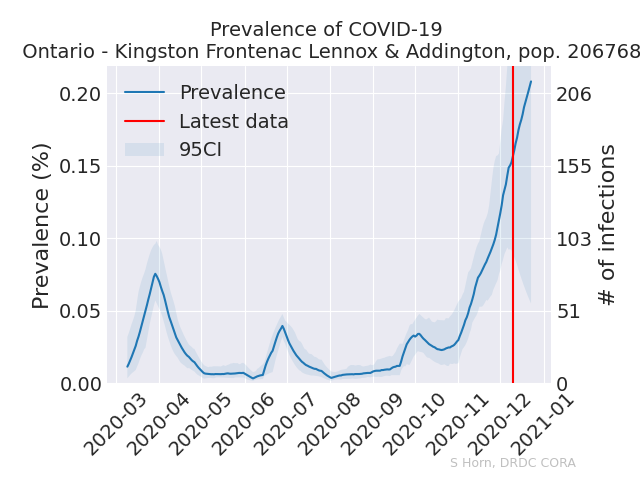 Prevalence of COVID-19
Ontario - Kingston Frontenac Lennox & Addington, pop. 206768
Prevalence
Latest data
95CI
Prevalence (%)
0.20
0.15
0.10
0.05
0.00
206
155
103
51
0
# of infections
2020-03
2020-04
2020-05
2020-06
2020-07
2020-08
2020-09
2020-10
2020-11
2020-12
2021-01
S Horn, DRDC CORA